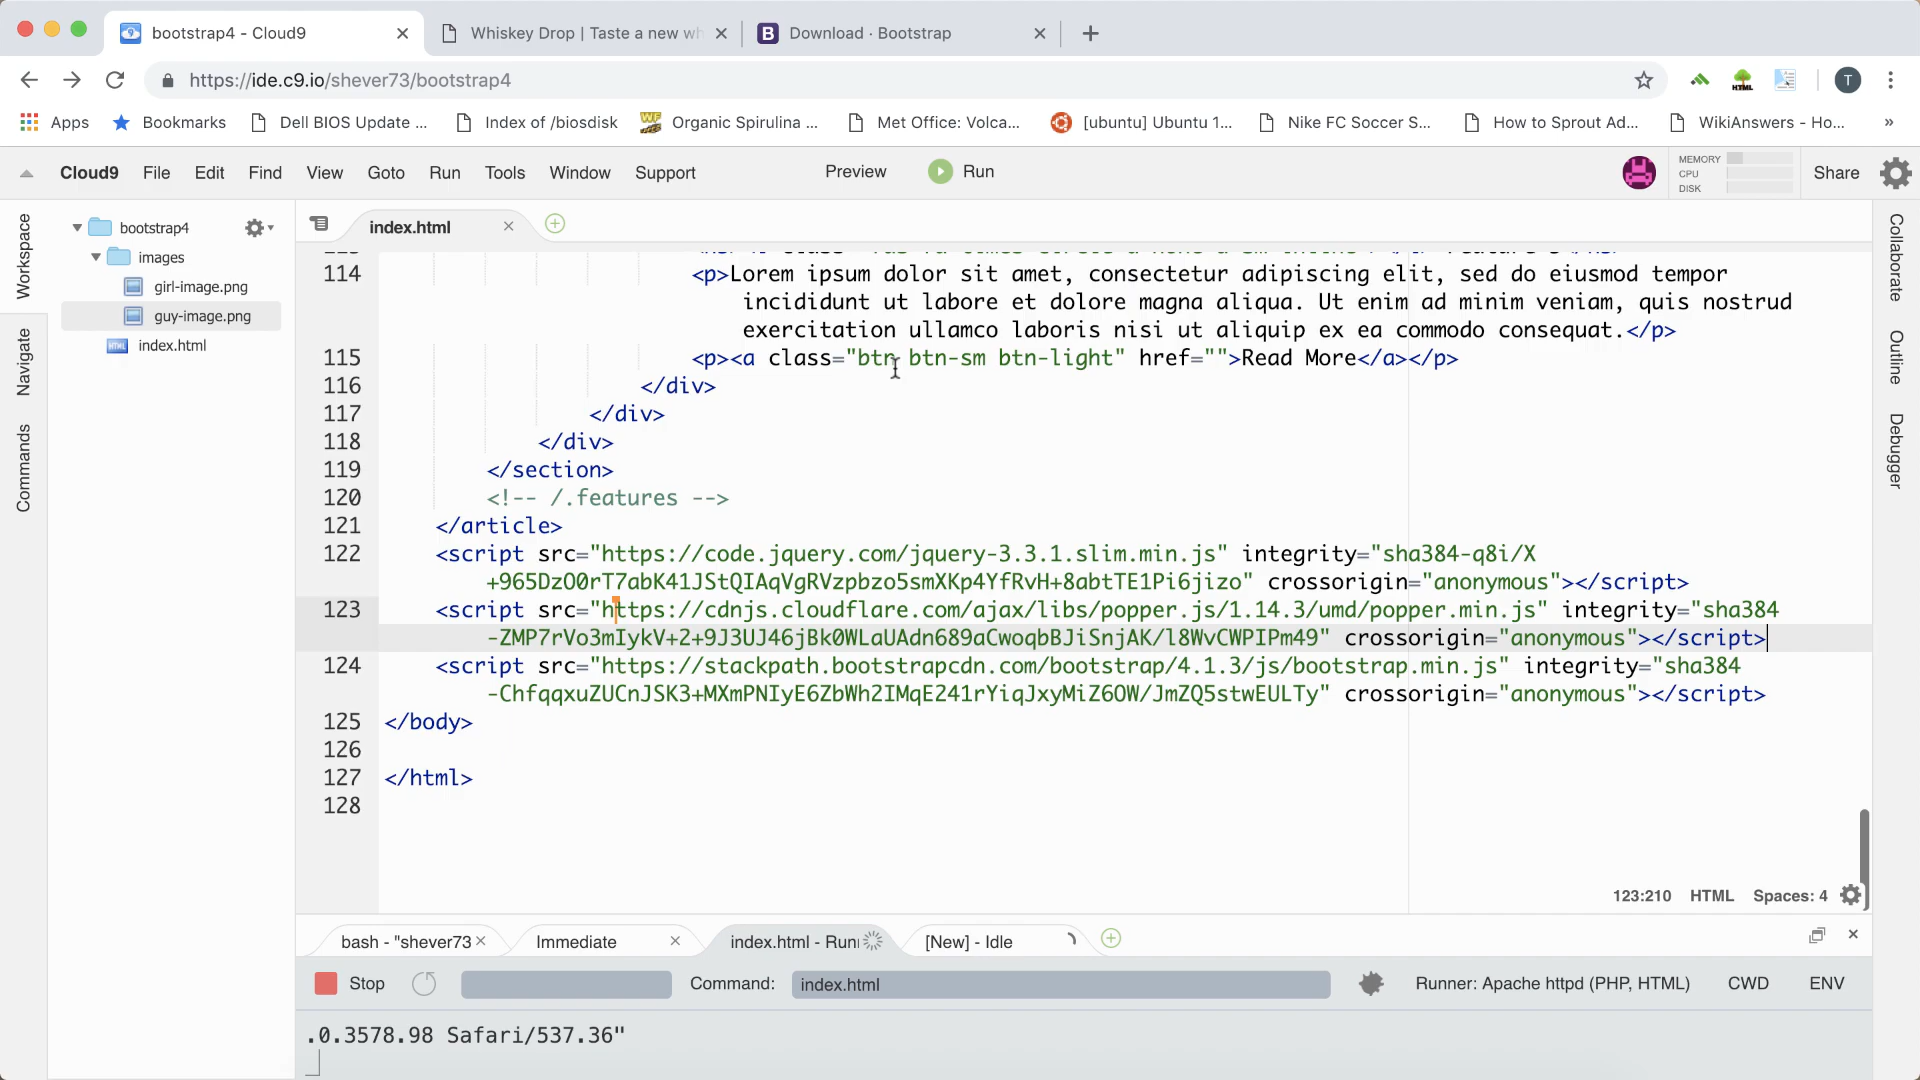 bootstrap4 - Cloud9
Whiskey Drop | Taste a new wh
Download · Bootstrap
https://ide.c9.io/shever73/bootstrap4
T
Apps
Bookmarks
Dell BIOS Update ...
Index of /biosdisk
Organic Spirulina ...
Met Office: Volca...
[ubuntu] Ubuntu 1...
Nike FC Soccer S...
How to Sprout Ad...
WikiAnswers - Ho...
»
Cloud9 File Edit Find View Goto Run Tools Window Support Preview Run
MEMORY
CPU
DISK
Share
Workspace
Navigate
Commands
bootstrap4
images
girl-image.png
guy-image.png
index.html
index.html
114 <p>Lorem ipsum dolor sit amet, consectetur adipiscing elit, sed do eiusmod tempor
incididunt ut labore et dolore magna aliqua. Ut enim ad minim veniam, quis nostrud
exercitation ullamco laboris nisi ut aliquip ex ea commodo consequat.</p>
115 <p><a class="btn btn-sm btn-light" href="">Read More</a></p>
116 </div>
117 </div>
118 </div>
119 </section>
120 <!-- /.features -->
121 </article>
122 <script src="https://code.jquery.com/jquery-3.3.1.slim.min.js" integrity="sha384-q8i/X
+965DzO0rT7abK41JStQIAqVgRVzpbzo5smXKp4YfRvH+8abtTE1Pi6jizo" crossorigin="anonymous"></script>
123 <script src="https://cdnjs.cloudflare.com/ajax/libs/popper.js/1.14.3/umd/popper.min.js" integrity="sha384
-ZMP7rVo3mIykV+2+9J3UJ46jBk0WLaUAdn689aCwoqbBJiSnjAK/l8WvCWPIPm49" crossorigin="anonymous"></script>
124 <script src="https://stackpath.bootstrapcdn.com/bootstrap/4.1.3/js/bootstrap.min.js" integrity="sha384
-ChfqqxuZUCnJSK3+MXmPNIyE6ZbWh2IMqE241rYiqJxyMiZ6OW/JmZQ5stwEULTy" crossorigin="anonymous"></script>
125 </body>
126
127 </html>
128
123:210 HTML Spaces: 4
Collaborate
Outline
Debugger
bash - "shever73
Immediate
index.html - Run
[New] - Idle
Stop
Command:
index.html
Runner: Apache httpd (PHP, HTML)
CWD
ENV
.0.3578.98 Safari/537.36"